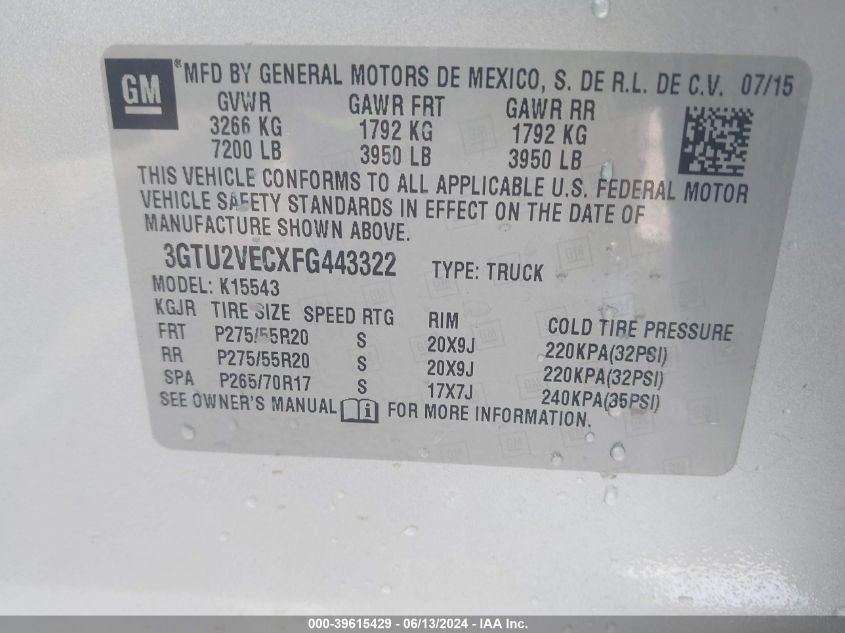 GM ®MFD BY GENERAL MOTORS DE MEXICO, S. DE R.L. DE C.V. 07/15
GVWR GAWR FRT GAWR RR
3266 KG 1792 KG 1792 KG
7200 LB 3950 LB 3950 LB
THIS VEHICLE CONFORMS TO ALL APPLICABLE U.S. FEDERAL MOTOR
VEHICLE SAFETY STANDARDS IN EFFECT ON THE DATE OF
MANUFACTURE SHOWN ABOVE.
3GTU2VECXFG443322 TYPE: TRUCK
MODEL: K15543
KGJR TIRE SIZE SPEED RTG RIM COLD TIRE PRESSURE
FRT P275/55R20 S 20X9J 220KPA(32PSI)
RR P275/55R20 S 20X9J 220KPA(32PSI)
SPA P265/70R17 S 17X7J 240KPA(35PSI)
SEE OWNER'S MANUAL FOR MORE INFORMATION.
000-39615429 - 06/13/2024 - IAA Inc.